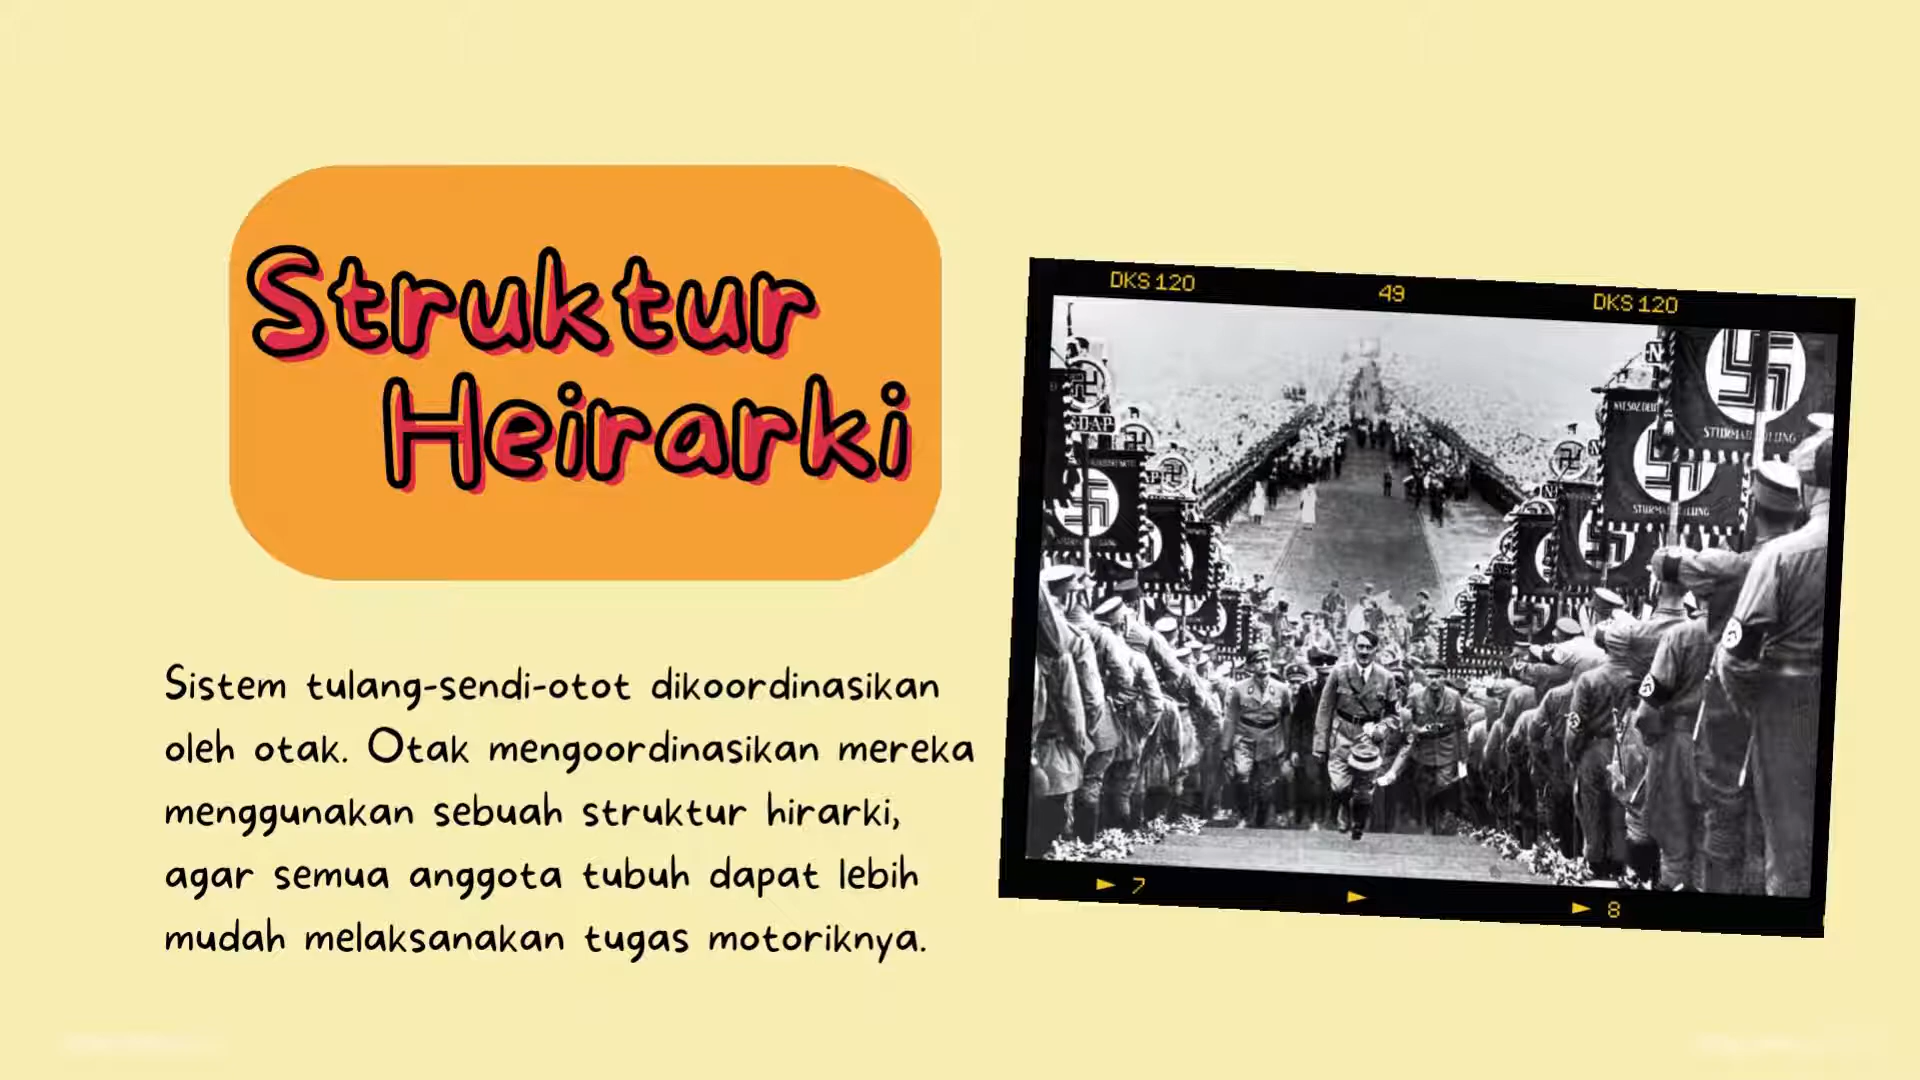 Struktur
Heirarki
Sistem tulang-sendi-otot dikoordinasikan
oleh otak. Otak mengoordinasikan mereka
menggunakan sebuah struktur hirarki,
agar semua anggota tubuh dapat lebih
mudah melaksanakan tugas motoriknya.
DKS 120 49 DKS 120
7 8